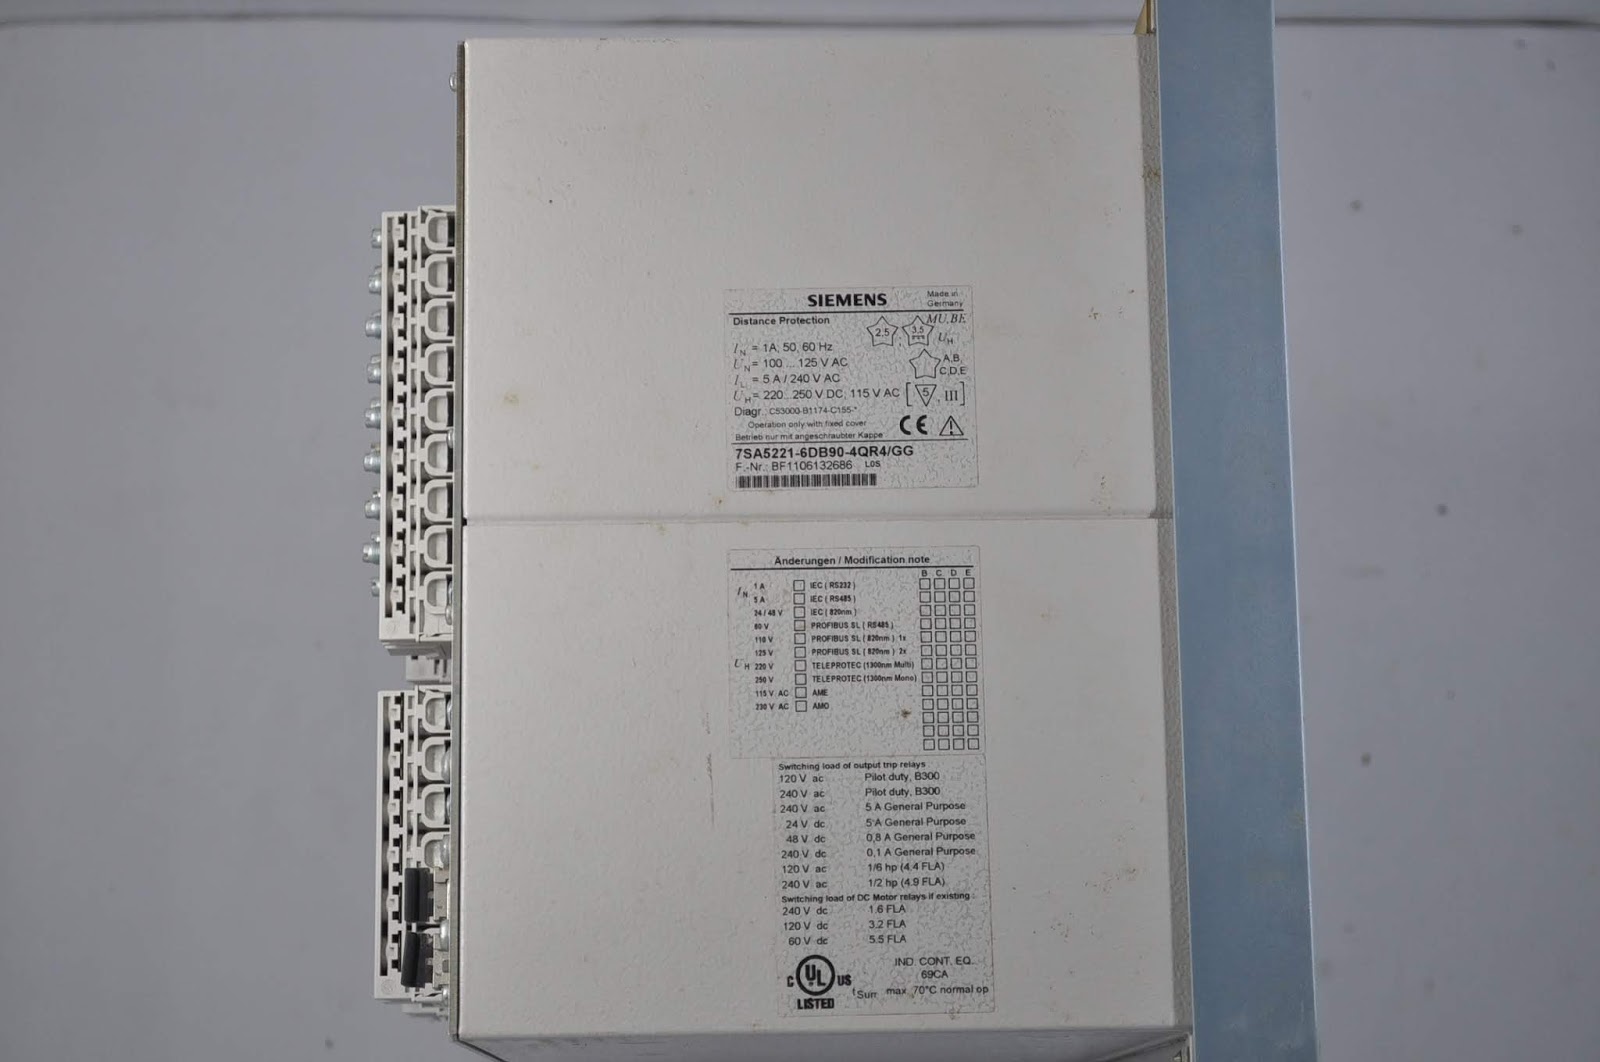 SIEMENS
Made in
Germany
Distance Protection
2.5 ; 3.5 MU,BE
UH
IN = 1A, 50, 60 Hz
UN = 100 ... 125 V AC
A,B,
C,D,E
IL = 5 A / 240 V AC
UH = 220...250 V DC, 115 V AC [5, III]
Diagr.: C53000-B1174-C155-*
Operation only with fixed cover
Betrieb nur mit angeschraubter Kappe
CE
7SA5221-6DB90-4QR4/GG
F.-Nr.: BF1106132686 L05
Änderungen / Modification note
B C D E
IN 1 A IEC ( RS232 )
5 A IEC ( RS485 )
24 / 48 V IEC ( 820nm )
60 V PROFIBUS SL ( RS485 )
110 V PROFIBUS SL ( 820nm ) 1x
125 V PROFIBUS SL ( 820nm ) 2x
UH 220 V TELEPROTEC (1300nm Multi)
250 V TELEPROTEC (1300nm Mono)
115 V AC AME
230 V AC AMO
Switching load of output trip relays
120 V ac Pilot duty, B300
240 V ac Pilot duty, B300
240 V ac 5 A General Purpose
24 V dc 5 A General Purpose
48 V dc 0,8 A General Purpose
240 V dc 0,1 A General Purpose
120 V ac 1/6 hp (4.4 FLA)
240 V ac 1/2 hp (4.9 FLA)
Switching load of DC Motor relays if existing:
240 V dc 1.6 FLA
120 V dc 3.2 FLA
60 V dc 5.5 FLA
C UL US
LISTED
IND. CONT. EQ.
69CA
tSurr max. 70°C normal op